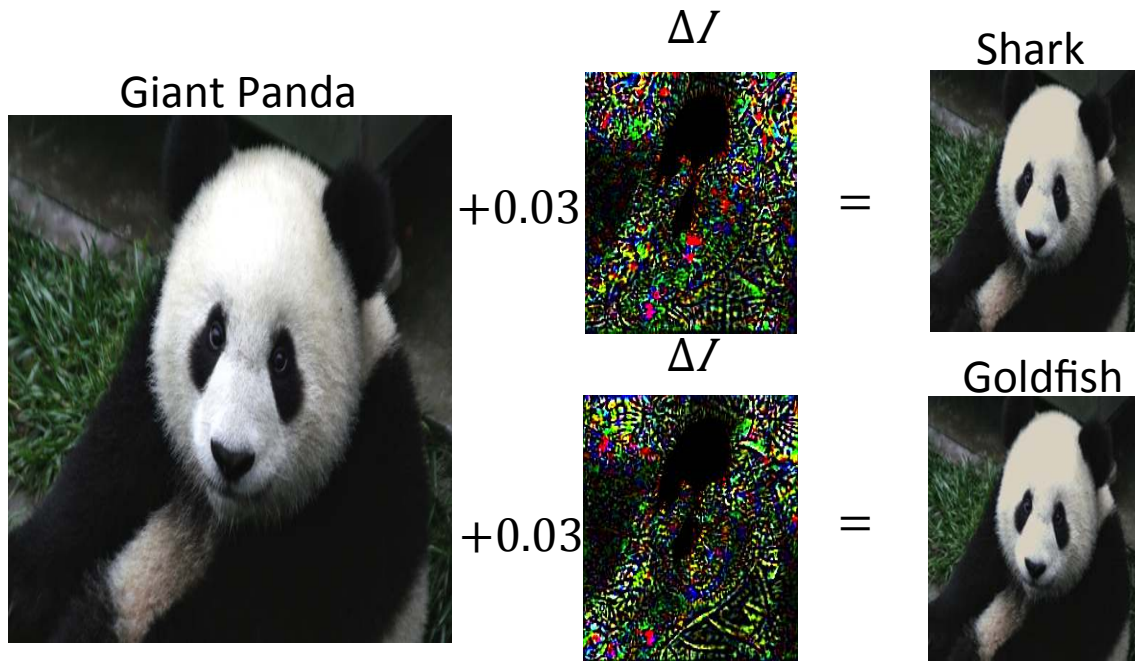 ΔI
Giant Panda
Shark
+0.03
=
ΔI
Goldfish
+0.03
=